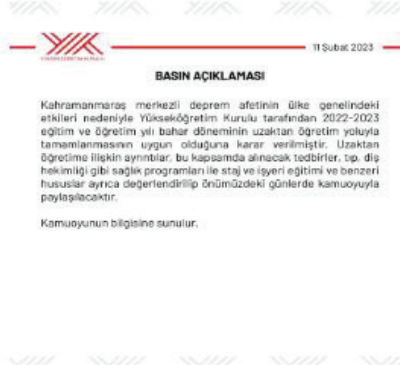 11 Şubat 2023
BASIN AÇIKLAMASI
Kahramanmaraş merkezli deprem afetinin ülke genelindeki
etkileri nedeniyle Yükseköğretim Kurulu tarafından 2022-2023
eğitim ve öğretim yılı bahar döneminin uzaktan öğretim yoluyla
tamamlanmasının uygun olduğuna karar verilmiştir. Uzaktan
öğretime ilişkin ayrıntılar, bu kapsamda alınacak tedbirler, tıp, diş
hekimliği gibi sağlık programları ile staj ve işyeri eğitimi ve benzeri
hususlar ayrıca değerlendirilip önümüzdeki günlerde kamuoyuyla
paylaşılacaktır.
Kamuoyunun bilgisine sunulur.